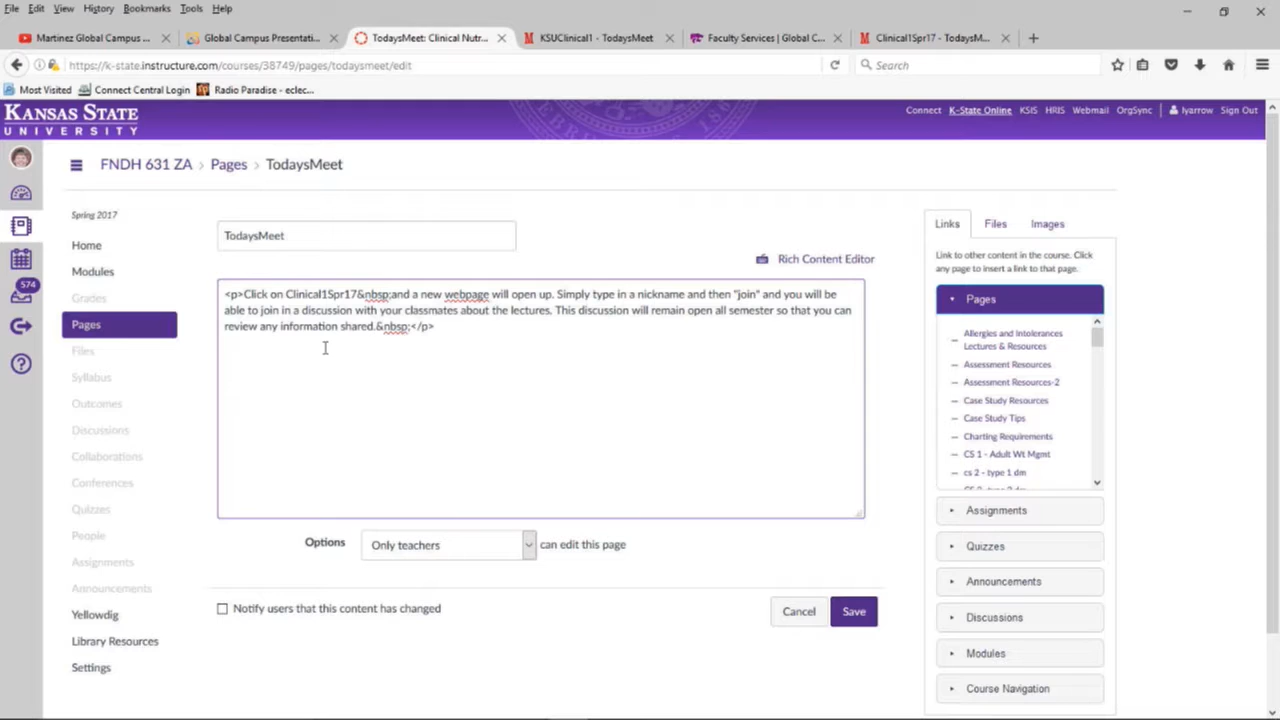 File Edit View History Bookmarks Tools Help
Martinez Global Campus ... Global Campus Presentati... TodaysMeet: Clinical Nutr... KSUClinical1 - TodaysMeet Faculty Services | Global C... Clinical1Spr17 - TodaysM...
https://k-state.instructure.com/courses/38749/pages/todaysmeet/edit Search
Most Visited Connect Central Login Radio Paradise - eclec...
KANSAS STATE
UNIVERSITY
Connect K-State Online KSIS HRIS Webmail OrgSync lyarrow Sign Out
FNDH 631 ZA > Pages > TodaysMeet
Spring 2017
Home
Modules
Grades
Pages
Files
Syllabus
Outcomes
Discussions
Collaborations
Conferences
Quizzes
People
Assignments
Announcements
Yellowdig
Library Resources
Settings
574
TodaysMeet
Rich Content Editor
<p>Click on Clinical1Spr17&nbsp;and a new webpage will open up. Simply type in a nickname and then "join" and you will be
able to join in a discussion with your classmates about the lectures. This discussion will remain open all semester so that you can
review any information shared.&nbsp;</p>
Options Only teachers can edit this page
Notify users that this content has changed
Cancel Save
Links Files Images
Link to other content in the course. Click
any page to insert a link to that page.
Pages
Allergies and Intolerances
Lectures & Resources
Assessment Resources
Assessment Resources-2
Case Study Resources
Case Study Tips
Charting Requirements
CS 1 - Adult Wt Mgmt
cs 2 - type 1 dm
Assignments
Quizzes
Announcements
Discussions
Modules
Course Navigation